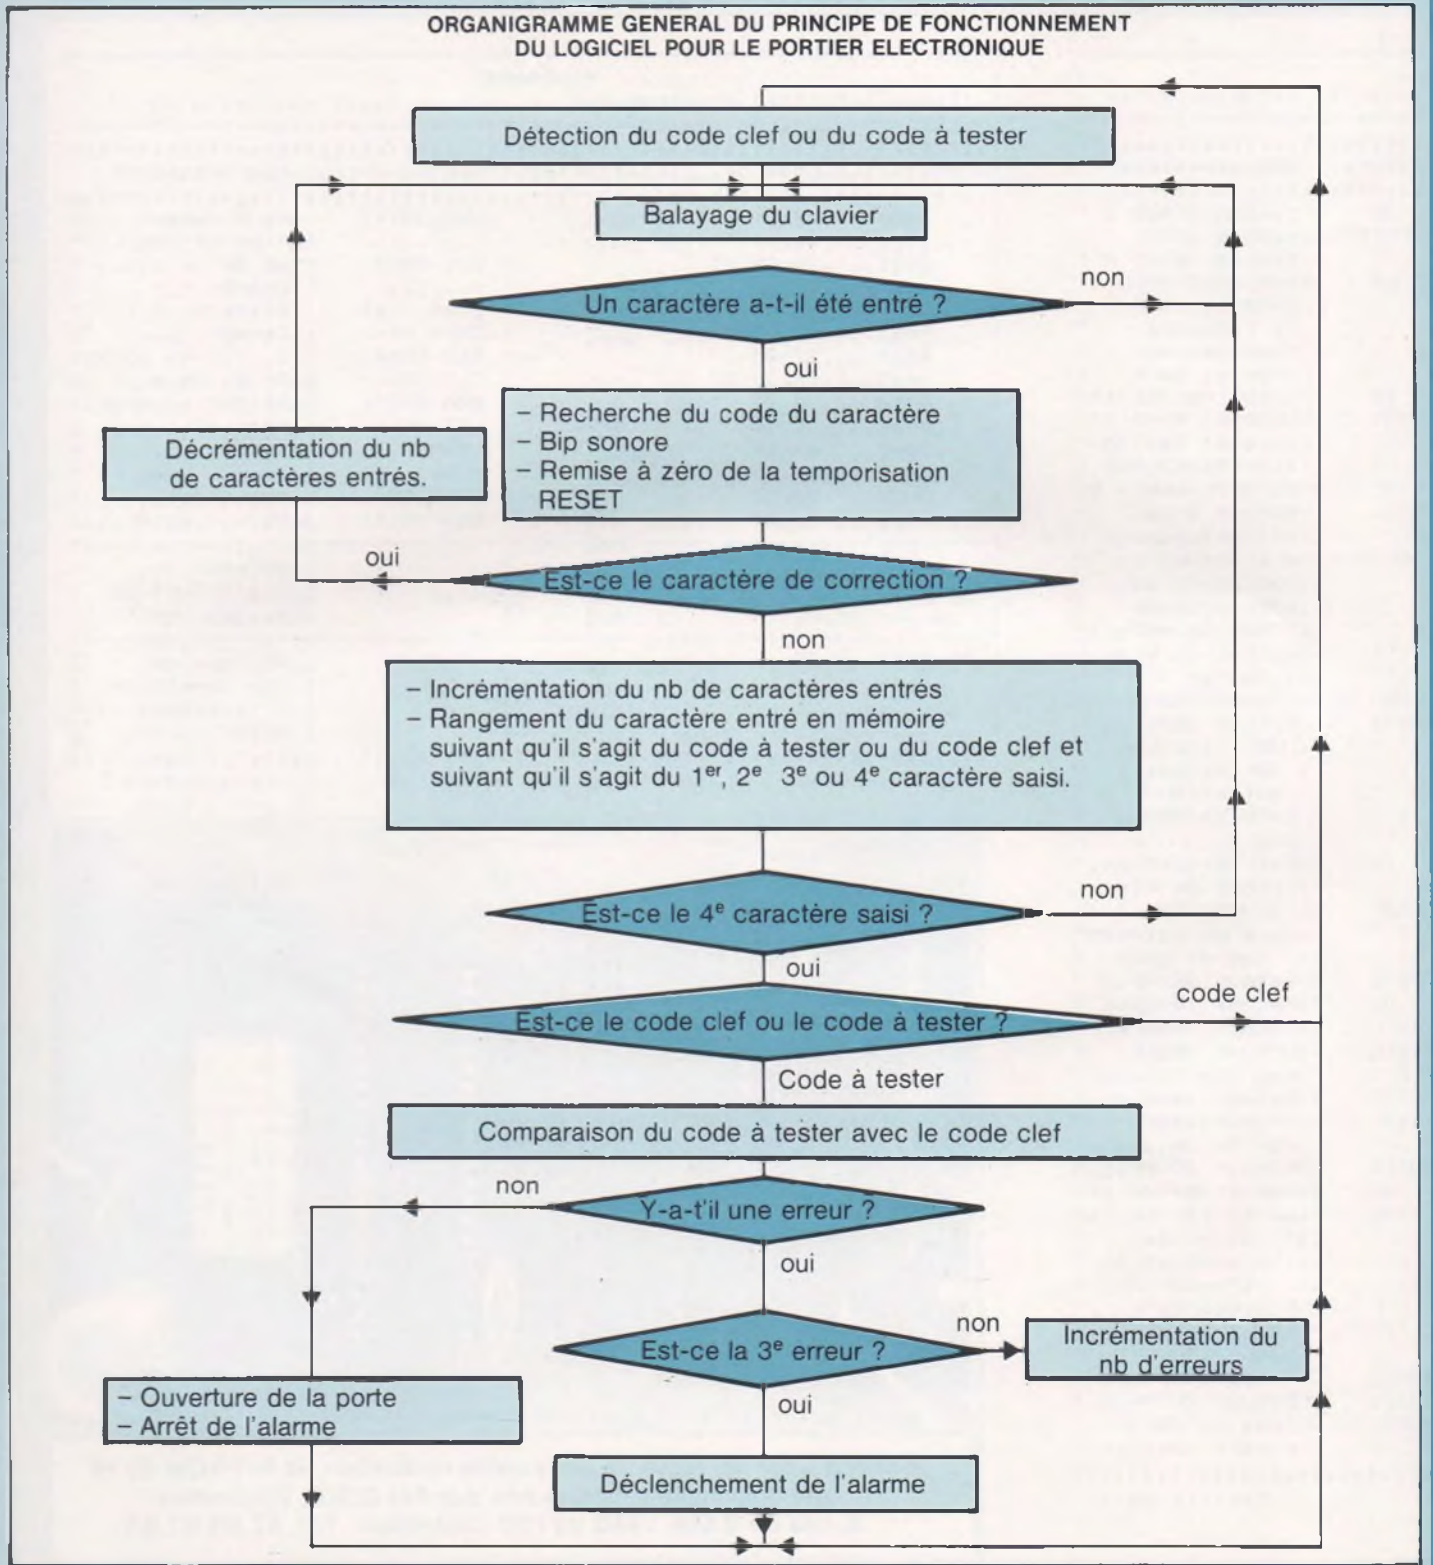 ORGANIGRAMME GENERAL DU PRINCIPE DE FONCTIONNEMENT
DU LOGICIEL POUR LE PORTIER ELECTRONIQUE
Détection du code clef ou du code à tester
Balayage du clavier
Un caractère a-t-il été entré ?
non
oui
– Recherche du code du caractère
– Bip sonore
– Remise à zéro de la temporisation
RESET
Décrémentation du nb
de caractères entrés.
oui
Est-ce le caractère de correction ?
non
– Incrémentation du nb de caractères entrés
– Rangement du caractère entré en mémoire
suivant qu'il s'agit du code à tester ou du code clef et
suivant qu'il s'agit du 1er, 2e 3e ou 4e caractère saisi.
Est-ce le 4e caractère saisi ?
non
oui
Est-ce le code clef ou le code à tester ?
code clef
Code à tester
Comparaison du code à tester avec le code clef
non
Y-a-t'il une erreur ?
oui
Est-ce la 3e erreur ?
non
Incrémentation du
nb d'erreurs
oui
– Ouverture de la porte
– Arrêt de l'alarme
Déclenchement de l'alarme